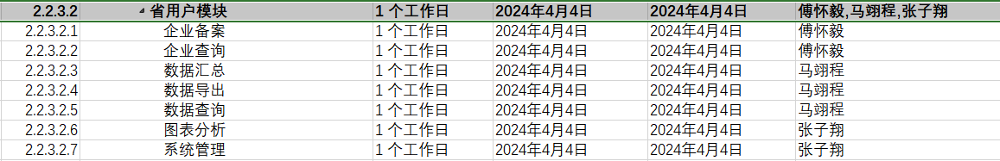 2.2.3.2 省用户模块 1 个工作日 2024年4月4日 2024年4月4日 傅怀毅,马翊程,张子翔
2.2.3.2.1 企业备案 1 个工作日 2024年4月4日 2024年4月4日 傅怀毅
2.2.3.2.2 企业查询 1 个工作日 2024年4月4日 2024年4月4日 傅怀毅
2.2.3.2.3 数据汇总 1 个工作日 2024年4月4日 2024年4月4日 马翊程
2.2.3.2.4 数据导出 1 个工作日 2024年4月4日 2024年4月4日 马翊程
2.2.3.2.5 数据查询 1 个工作日 2024年4月4日 2024年4月4日 马翊程
2.2.3.2.6 图表分析 1 个工作日 2024年4月4日 2024年4月4日 张子翔
2.2.3.2.7 系统管理 1 个工作日 2024年4月4日 2024年4月4日 张子翔